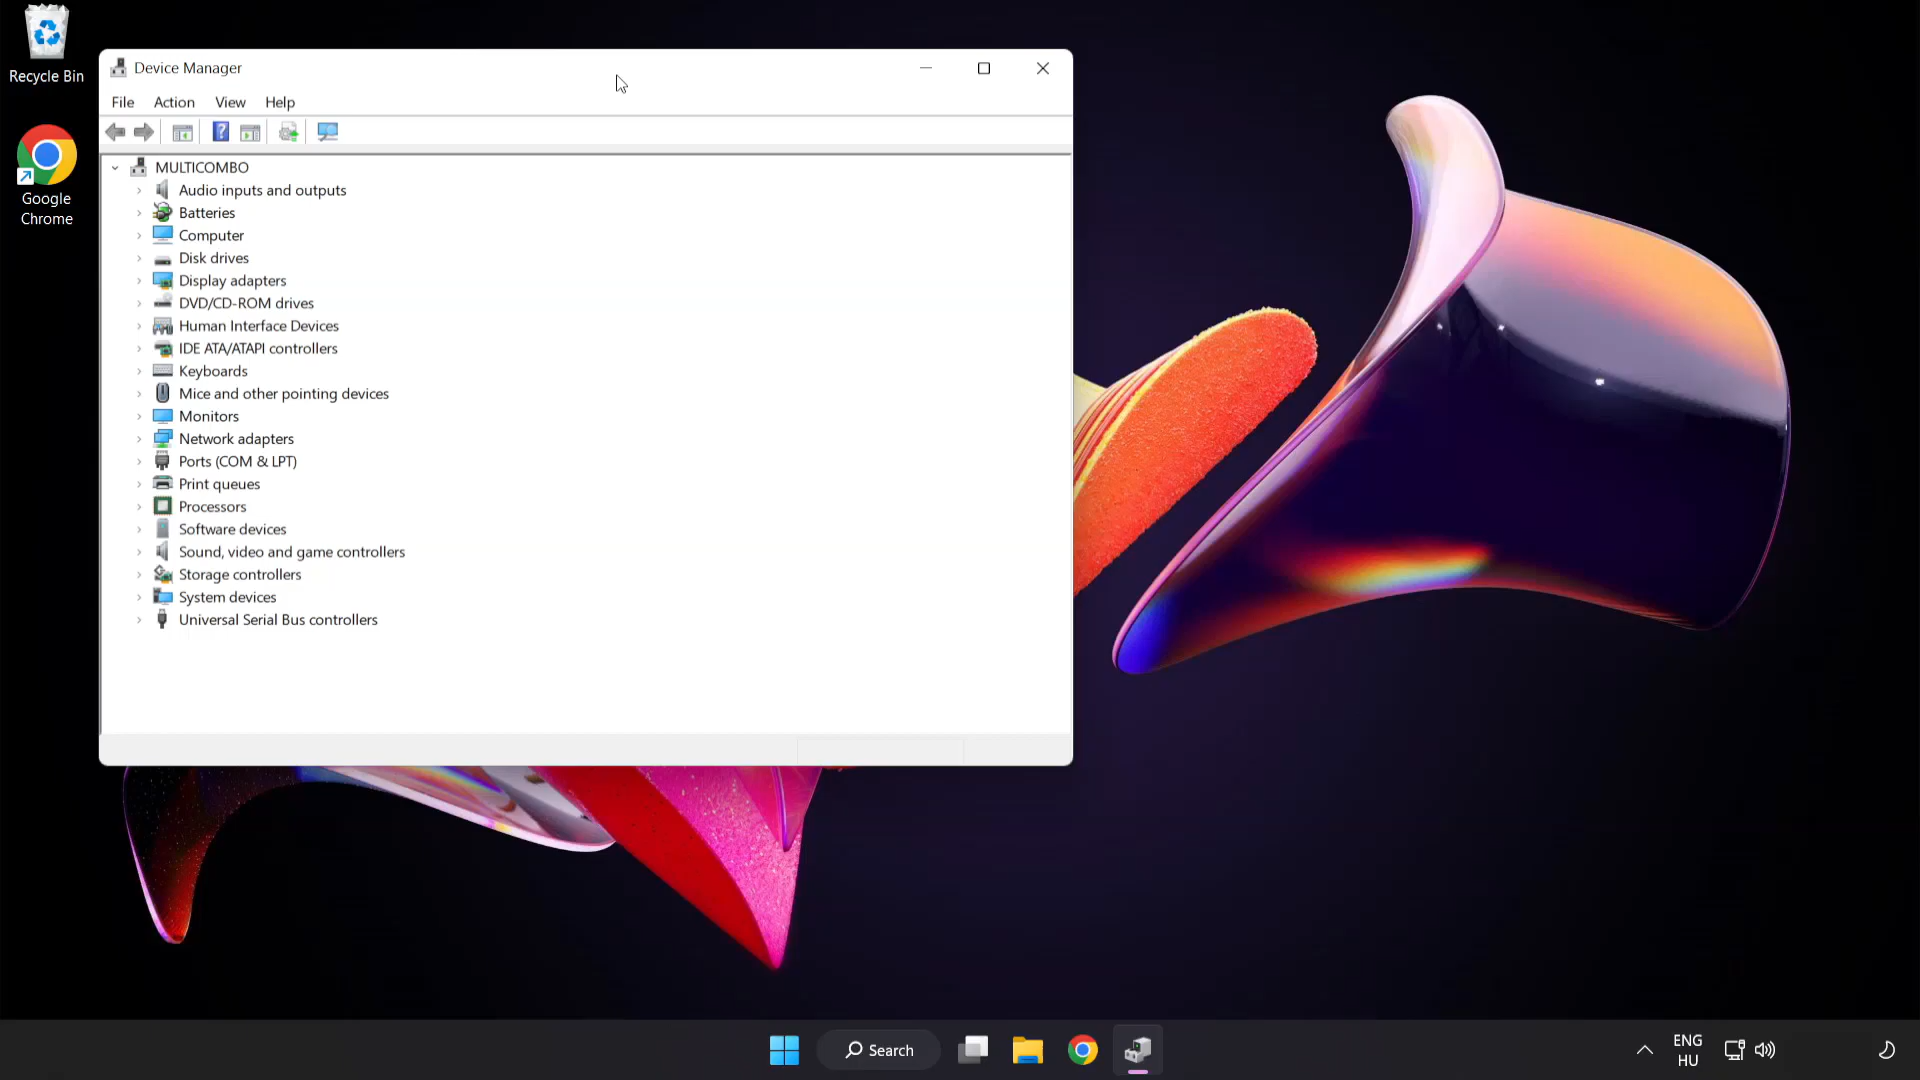 Recycle Bin
Google
Chrome
Device Manager
File Action View Help
MULTICOMBO
Audio inputs and outputs
Batteries
Computer
Disk drives
Display adapters
DVD/CD-ROM drives
Human Interface Devices
IDE ATA/ATAPI controllers
Keyboards
Mice and other pointing devices
Monitors
Network adapters
Ports (COM & LPT)
Print queues
Processors
Software devices
Sound, video and game controllers
Storage controllers
System devices
Universal Serial Bus controllers
Search
ENG
HU